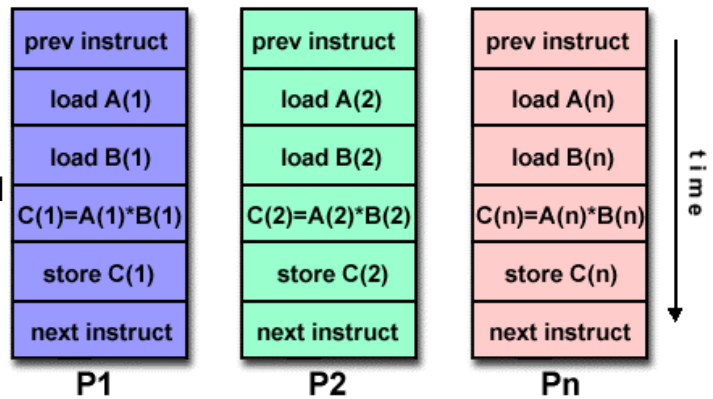 prev instruct prev instruct prev instruct
load A(1) load A(2) load A(n)
load B(1) load B(2) load B(n)
C(1)=A(1)*B(1) C(2)=A(2)*B(2) C(n)=A(n)*B(n)
store C(1) store C(2) store C(n)
next instruct next instruct next instruct
P1 P2 Pn
time